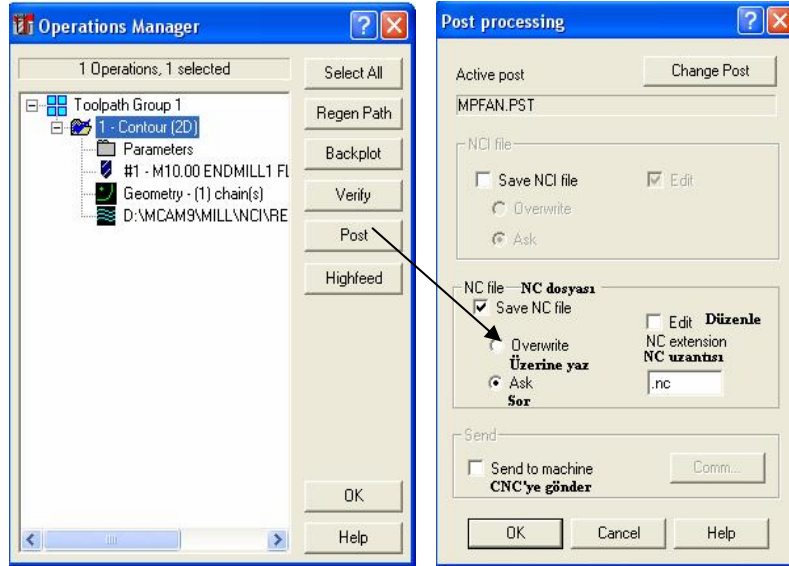 Operations Manager
1 Operations, 1 selected
Select All
Toolpath Group 1
Regen Path
1 - Contour (2D)
Parameters
Backplot
#1 - M10.00 ENDMILL1 FL
Geometry - (1) chain(s)
Verify
D:\MCAM9\MILL\NCI\RE
Post
Highfeed
OK
Help
Post processing
Active post
Change Post
MPFAN.PST
NCI file
Save NCI file
Edit
Overwrite
Ask
NC file NC dosyası
Save NC file
Edit Düzenle
Overwrite
NC extension
Üzerine yaz
NC uzantısı
Ask
.nc
Sor
Send
Send to machine
Comm...
CNC'ye gönder
OK Cancel Help